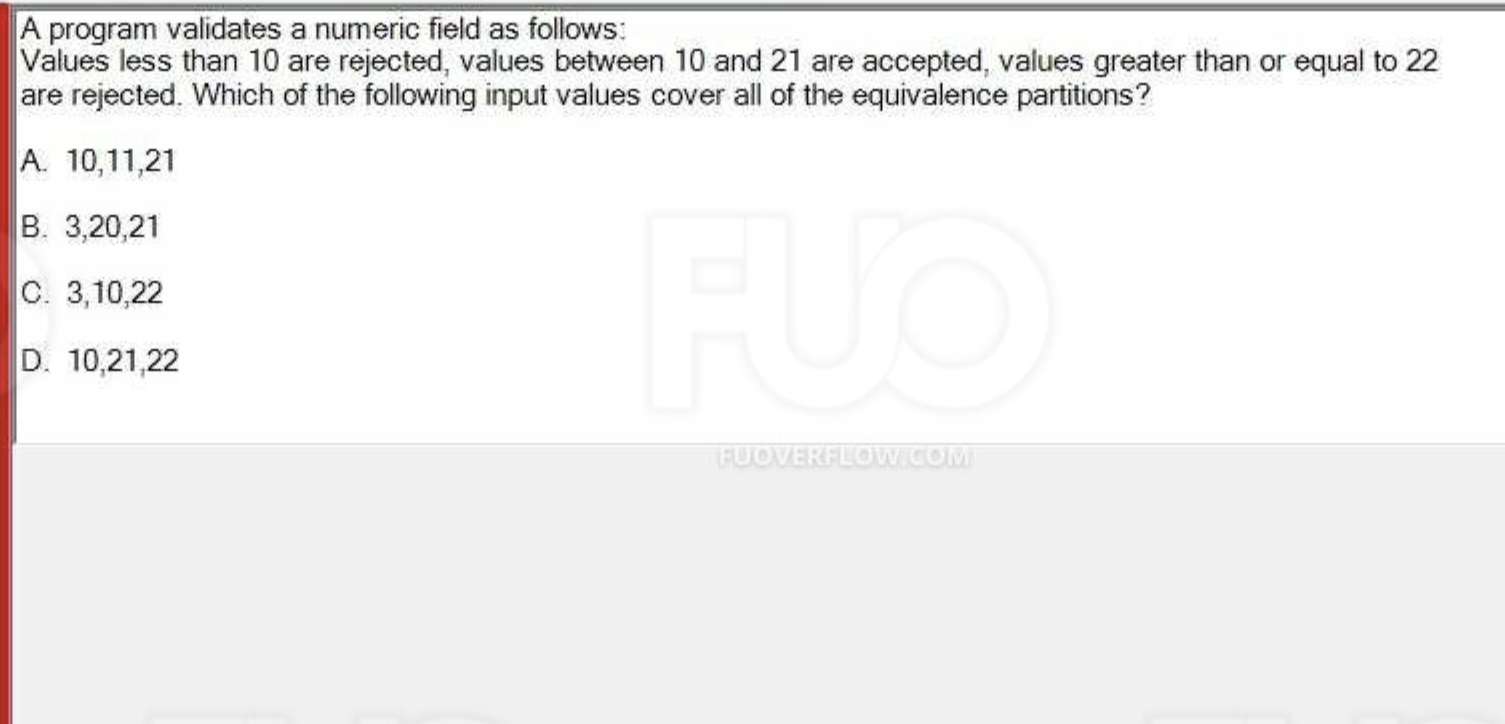 A program validates a numeric field as follows:
Values less than 10 are rejected, values between 10 and 21 are accepted, values greater than or equal to 22
are rejected. Which of the following input values cover all of the equivalence partitions?
A. 10,11,21
B. 3,20,21
C. 3,10,22
D. 10,21,22
FUO
FUOVERFLOW.COM